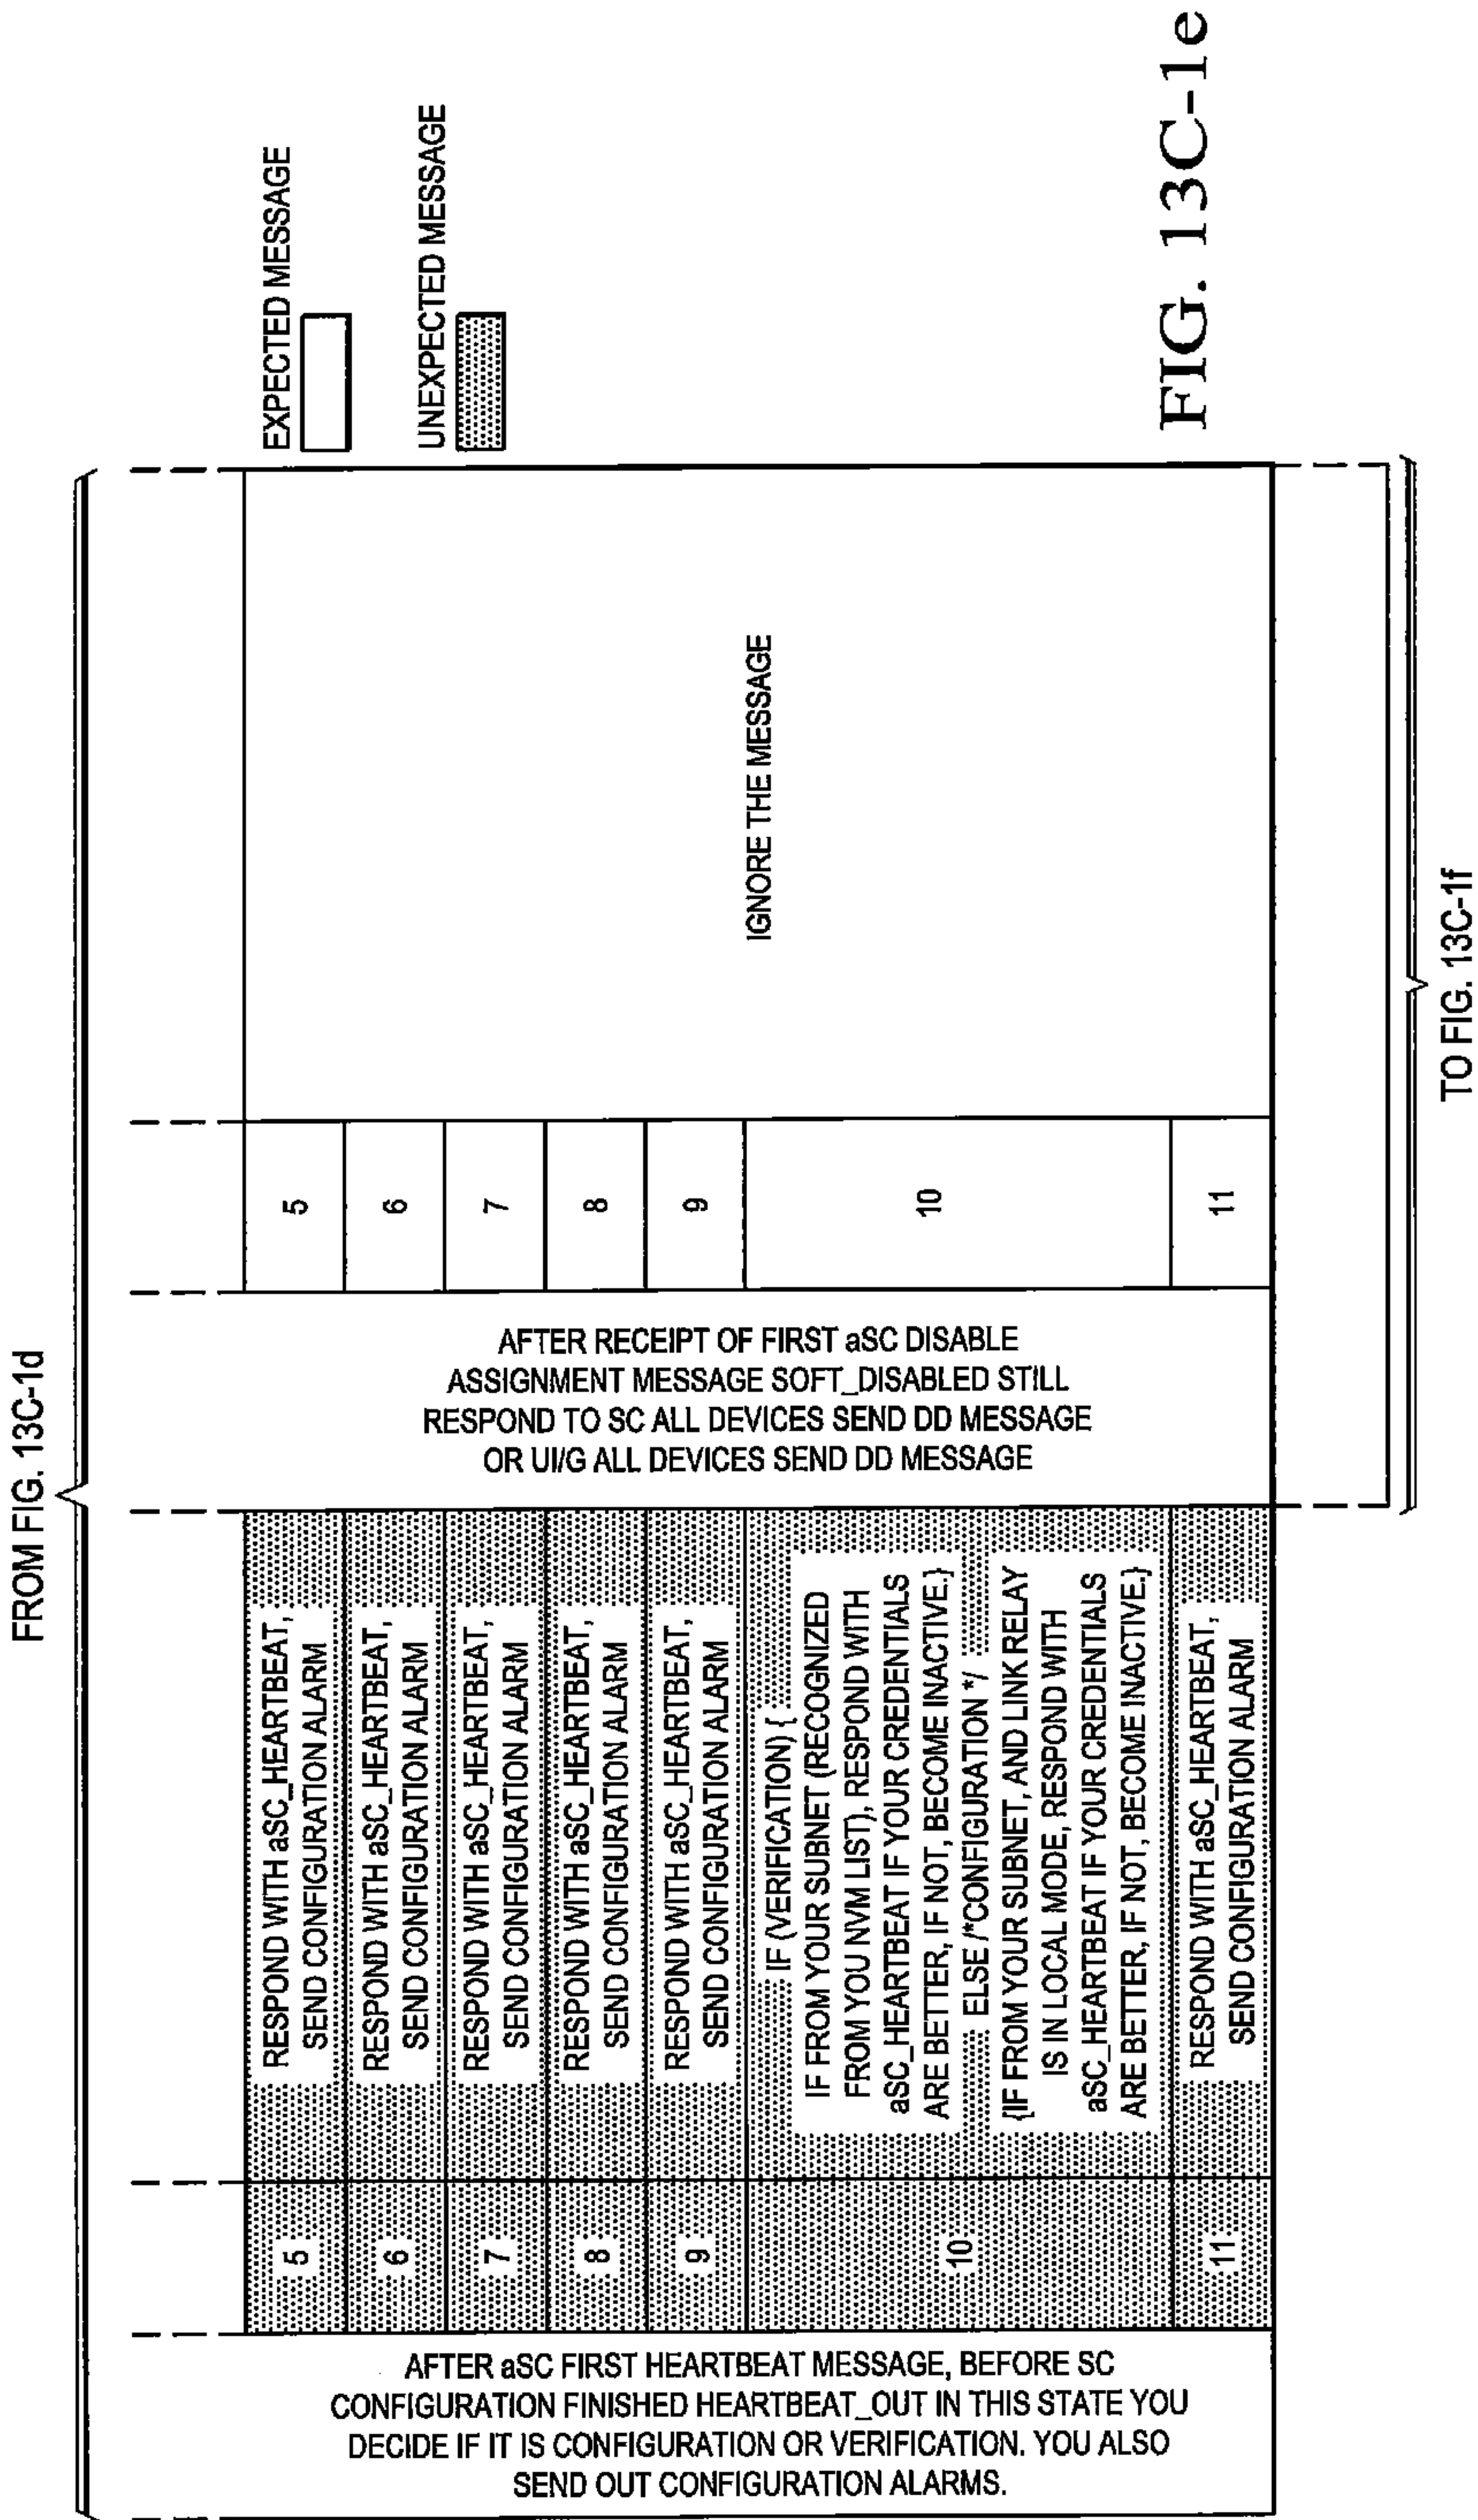 FROM FIG. 13C-1d
AFTER aSC FIRST HEARTBEAT MESSAGE, BEFORE SC
CONFIGURATION FINISHED HEARTBEAT_OUT IN THIS STATE YOU
DECIDE IF IT IS CONFIGURATION OR VERIFICATION. YOU ALSO
SEND OUT CONFIGURATION ALARMS.
5
RESPOND WITH aSC_HEARTBEAT,
SEND CONFIGURATION ALARM
6
RESPOND WITH aSC_HEARTBEAT,
SEND CONFIGURATION ALARM
7
RESPOND WITH aSC_HEARTBEAT,
SEND CONFIGURATION ALARM
8
RESPOND WITH aSC_HEARTBEAT,
SEND CONFIGURATION ALARM
9
RESPOND WITH aSC_HEARTBEAT,
SEND CONFIGURATION ALARM
10
IF (VERIFICATION) {
IF FROM YOUR SUBNET (RECOGNIZED
FROM YOU NVM LIST), RESPOND WITH
aSC_HEARTBEAT IF YOUR CREDENTIALS
ARE BETTER, IF NOT, BECOME INACTIVE.}
ELSE /*CONFIGURATION */
{IF FROM YOUR SUBNET, AND LINK RELAY
IS IN LOCAL MODE, RESPOND WITH
aSC_HEARTBEAT IF YOUR CREDENTIALS
ARE BETTER, IF NOT, BECOME INACTIVE.}
11
RESPOND WITH aSC_HEARTBEAT,
SEND CONFIGURATION ALARM
AFTER RECEIPT OF FIRST aSC DISABLE
ASSIGNMENT MESSAGE SOFT_DISABLED STILL
RESPOND TO SC ALL DEVICES SEND DD MESSAGE
OR UI/G ALL DEVICES SEND DD MESSAGE
5
6
7
8
9
10
11
IGNORE THE MESSAGE
EXPECTED MESSAGE
UNEXPECTED MESSAGE
TO FIG. 13C-1f
FIG. 13C-1e